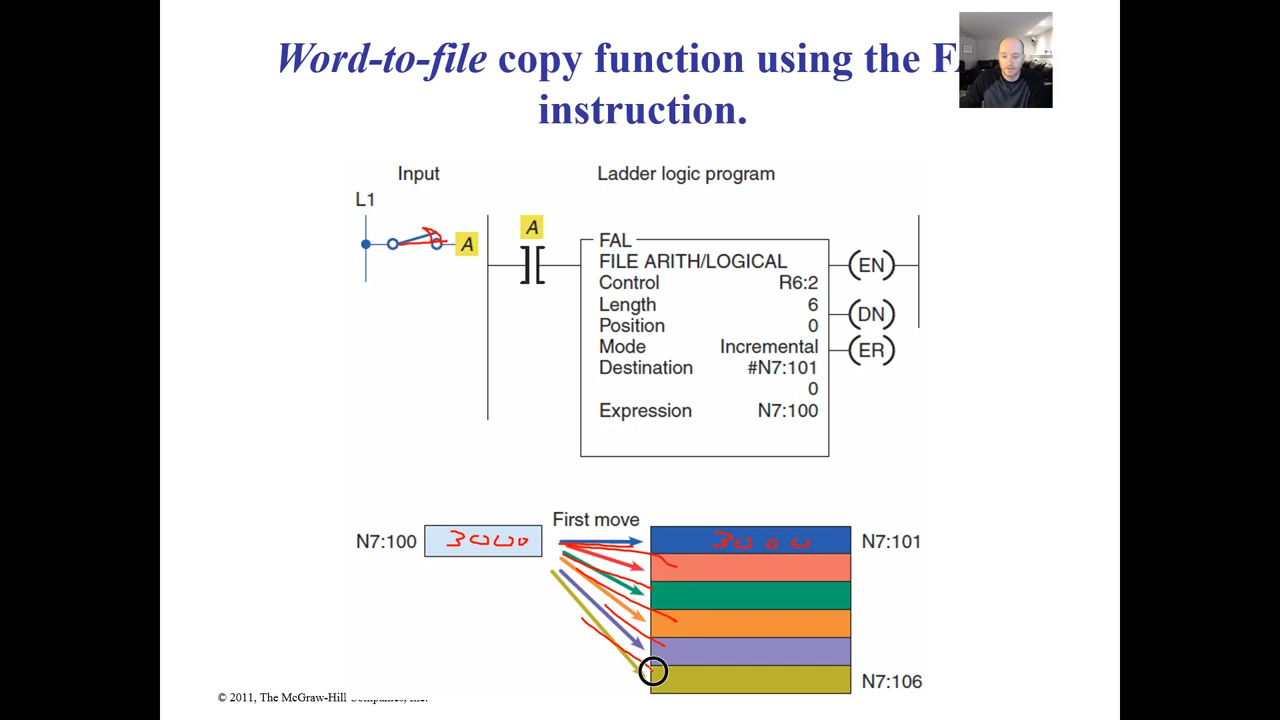 Word-to-file copy function using the F
instruction.
Input
Ladder logic program
L1
A
A
FAL
FILE ARITH/LOGICAL
Control R6:2
Length 6
Position 0
Mode Incremental
Destination #N7:101
0
Expression N7:100
EN
DN
ER
First move
N7:100 3000 3000 N7:101
N7:106
© 2011, The McGraw-Hill Companies, Inc.